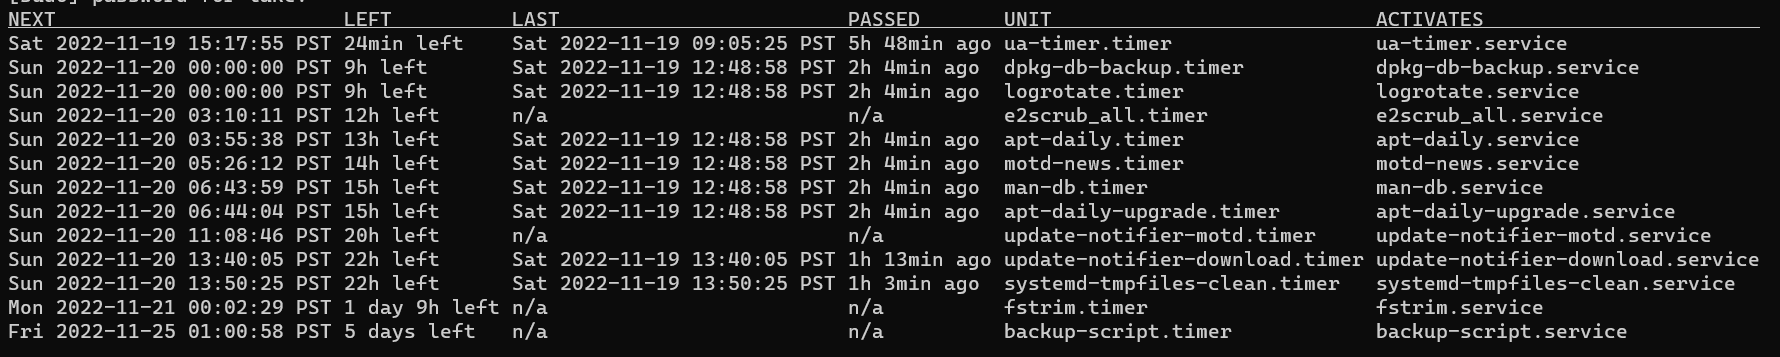 [sudo] password for luke:
NEXT                        LEFT          LAST                        PASSED      UNIT                          ACTIVATES
Sat 2022-11-19 15:17:55 PST 24min left    Sat 2022-11-19 09:05:25 PST 5h 48min ago ua-timer.timer                ua-timer.service
Sun 2022-11-20 00:00:00 PST 9h left       Sat 2022-11-19 12:48:58 PST 2h 4min ago  dpkg-db-backup.timer          dpkg-db-backup.service
Sun 2022-11-20 00:00:00 PST 9h left       Sat 2022-11-19 12:48:58 PST 2h 4min ago  logrotate.timer               logrotate.service
Sun 2022-11-20 03:10:11 PST 12h left      n/a                         n/a          e2scrub_all.timer             e2scrub_all.service
Sun 2022-11-20 03:55:38 PST 13h left      Sat 2022-11-19 12:48:58 PST 2h 4min ago  apt-daily.timer               apt-daily.service
Sun 2022-11-20 05:26:12 PST 14h left      Sat 2022-11-19 12:48:58 PST 2h 4min ago  motd-news.timer               motd-news.service
Sun 2022-11-20 06:43:59 PST 15h left      Sat 2022-11-19 12:48:58 PST 2h 4min ago  man-db.timer                  man-db.service
Sun 2022-11-20 06:44:04 PST 15h left      Sat 2022-11-19 12:48:58 PST 2h 4min ago  apt-daily-upgrade.timer       apt-daily-upgrade.service
Sun 2022-11-20 11:08:46 PST 20h left      n/a                         n/a          update-notifier-motd.timer    update-notifier-motd.service
Sun 2022-11-20 13:40:05 PST 22h left      Sat 2022-11-19 13:40:05 PST 1h 13min ago update-notifier-download.timer update-notifier-download.service
Sun 2022-11-20 13:50:25 PST 22h left      Sat 2022-11-19 13:50:25 PST 1h 3min ago  systemd-tmpfiles-clean.timer  systemd-tmpfiles-clean.service
Mon 2022-11-21 00:02:29 PST 1 day 9h left n/a                         n/a          fstrim.timer                  fstrim.service
Fri 2022-11-25 01:00:58 PST 5 days left   n/a                         n/a          backup-script.timer           backup-script.service